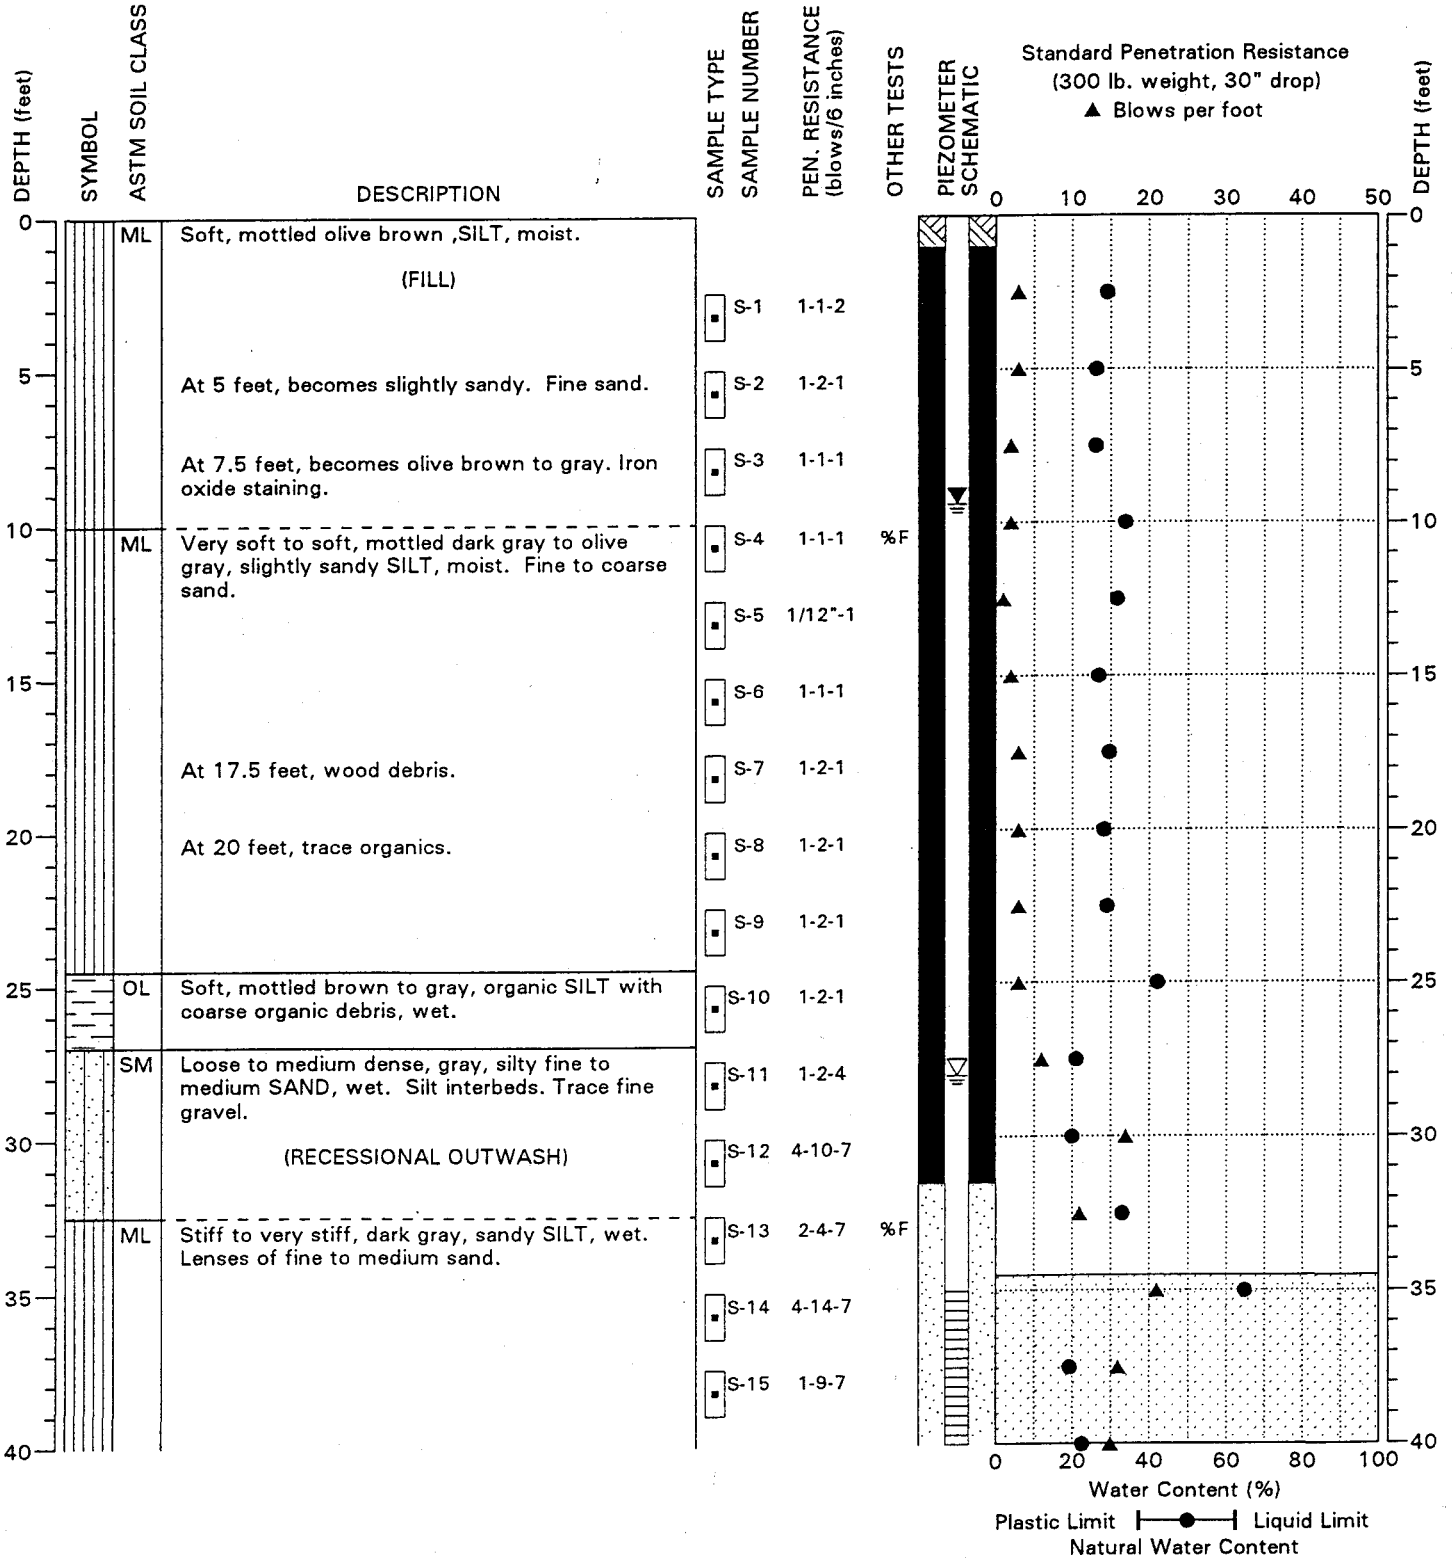 DEPTH (feet)
SYMBOL
ASTM SOIL CLASS
DESCRIPTION
SAMPLE TYPE
SAMPLE NUMBER
PEN. RESISTANCE
(blows/6 inches)
OTHER TESTS
PIEZOMETER
SCHEMATIC
Standard Penetration Resistance
(300 lb. weight, 30" drop)
▲ Blows per foot
DEPTH (feet)
0 10 20 30 40 50
0
ML Soft, mottled olive brown ,SILT, moist.
0
(FILL)
S-1 1-1-2
5
At 5 feet, becomes slightly sandy. Fine sand.
S-2 1-2-1
5
At 7.5 feet, becomes olive brown to gray. Iron
oxide staining.
S-3 1-1-1
10
ML Very soft to soft, mottled dark gray to olive
gray, slightly sandy SILT, moist. Fine to coarse
sand.
S-4 1-1-1 %F
10
S-5 1/12"-1
15
S-6 1-1-1
15
At 17.5 feet, wood debris.
S-7 1-2-1
20
At 20 feet, trace organics.
S-8 1-2-1
20
S-9 1-2-1
25
OL Soft, mottled brown to gray, organic SILT with
coarse organic debris, wet.
S-10 1-2-1
25
SM Loose to medium dense, gray, silty fine to
medium SAND, wet. Silt interbeds. Trace fine
gravel.
S-11 1-2-4
30
(RECESSIONAL OUTWASH)
S-12 4-10-7
30
ML Stiff to very stiff, dark gray, sandy SILT, wet.
Lenses of fine to medium sand.
S-13 2-4-7 %F
35
S-14 4-14-7
35
S-15 1-9-7
40
40
0 20 40 60 80 100
Water Content (%)
Plastic Limit Liquid Limit
Natural Water Content